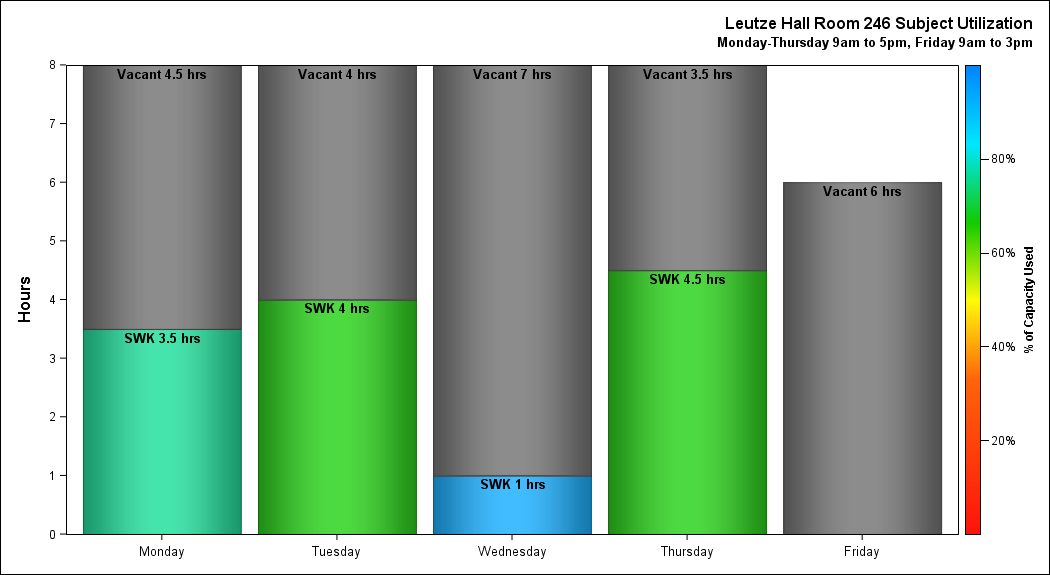 Leutze Hall Room 246 Subject Utilization
Monday-Thursday 9am to 5pm, Friday 9am to 3pm
Hours
8
7
6
5
4
3
2
1
0
Vacant 4.5 hrs
Vacant 4 hrs
Vacant 7 hrs
Vacant 3.5 hrs
Vacant 6 hrs
SWK 3.5 hrs
SWK 4 hrs
SWK 1 hrs
SWK 4.5 hrs
Monday
Tuesday
Wednesday
Thursday
Friday
80%
60%
40%
20%
% of Capacity Used